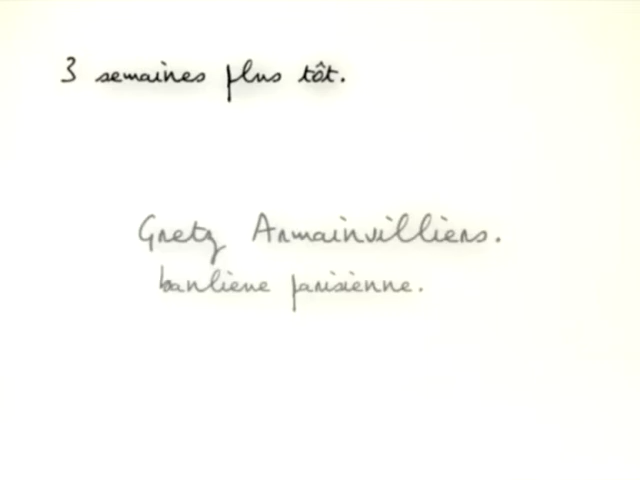 3 semaines plus tôt.
Gretz Armainvilliers.
banlieue parisienne.